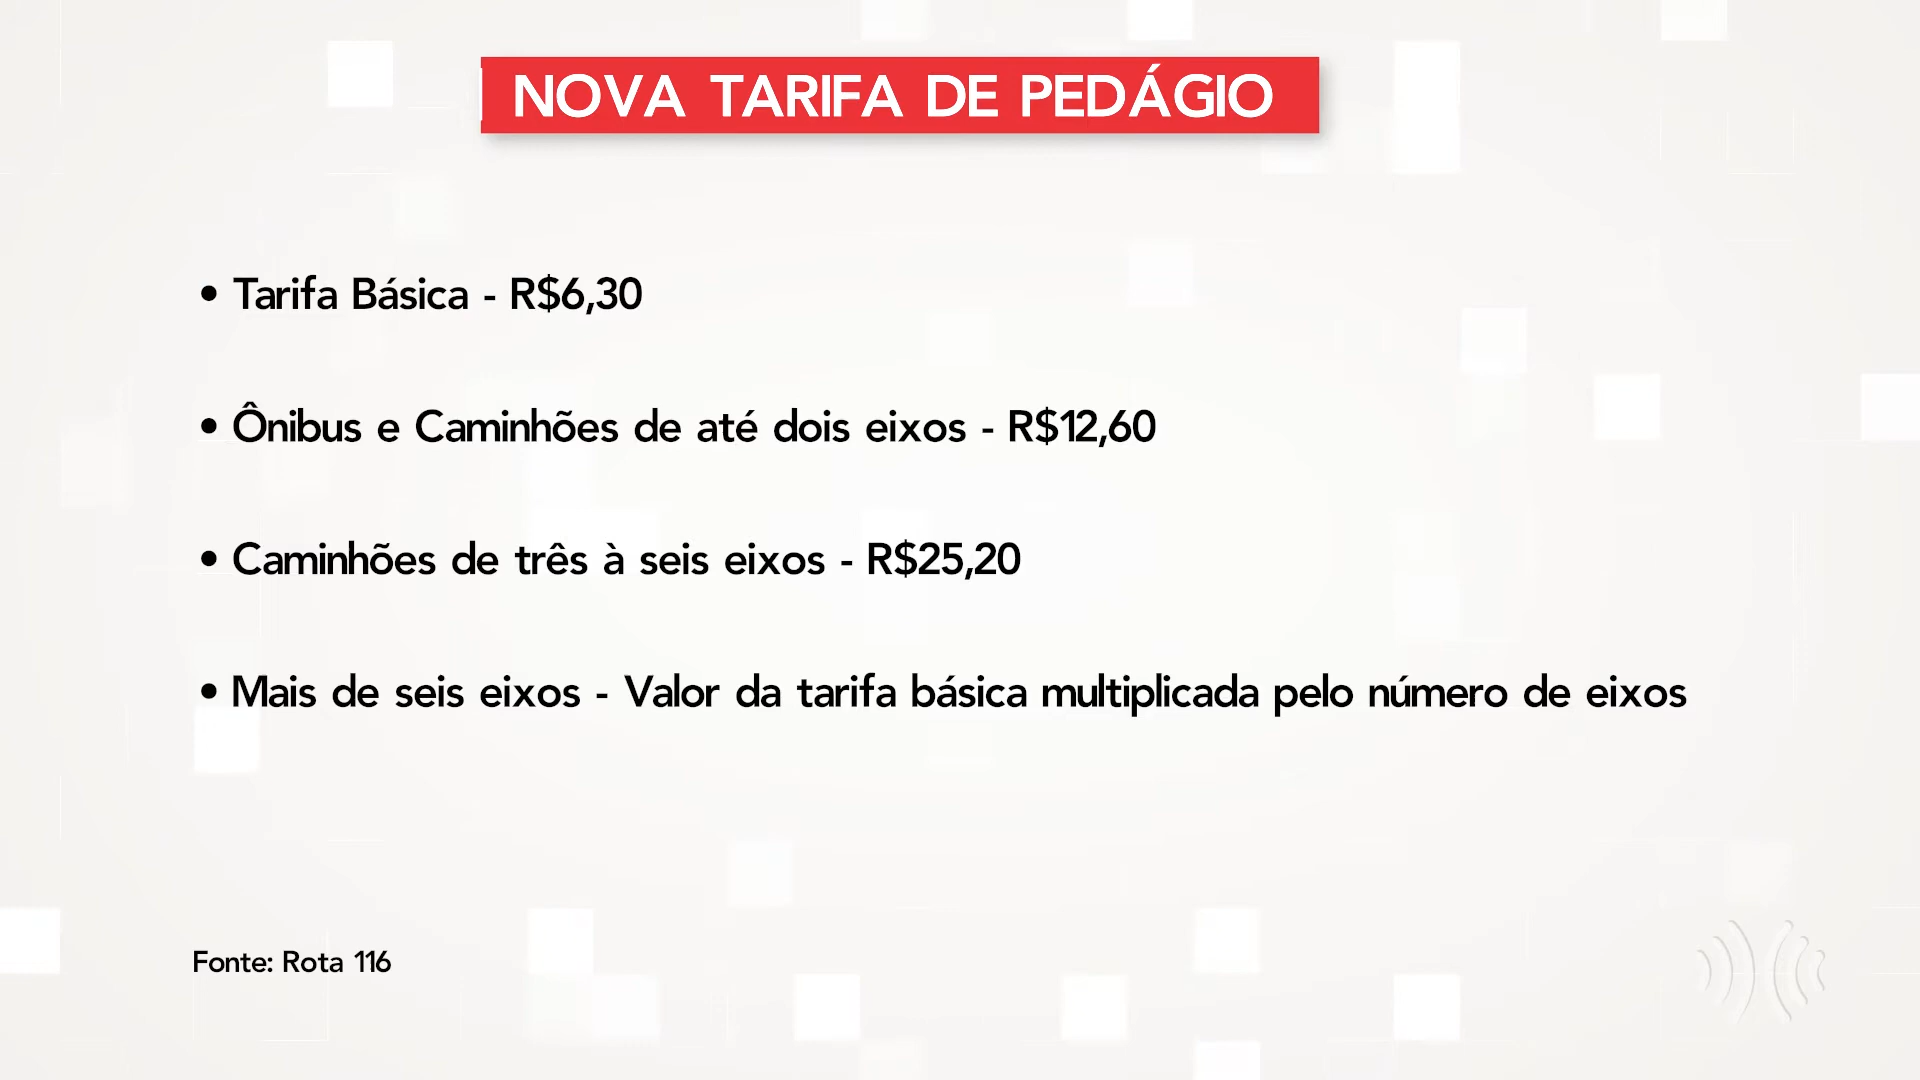 NOVA TARIFA DE PEDÁGIO
• Tarifa Básica - R$6,30
• Ônibus e Caminhões de até dois eixos - R$12,60
• Caminhões de três à seis eixos - R$25,20
• Mais de seis eixos - Valor da tarifa básica multiplicada pelo número de eixos
Fonte: Rota 116